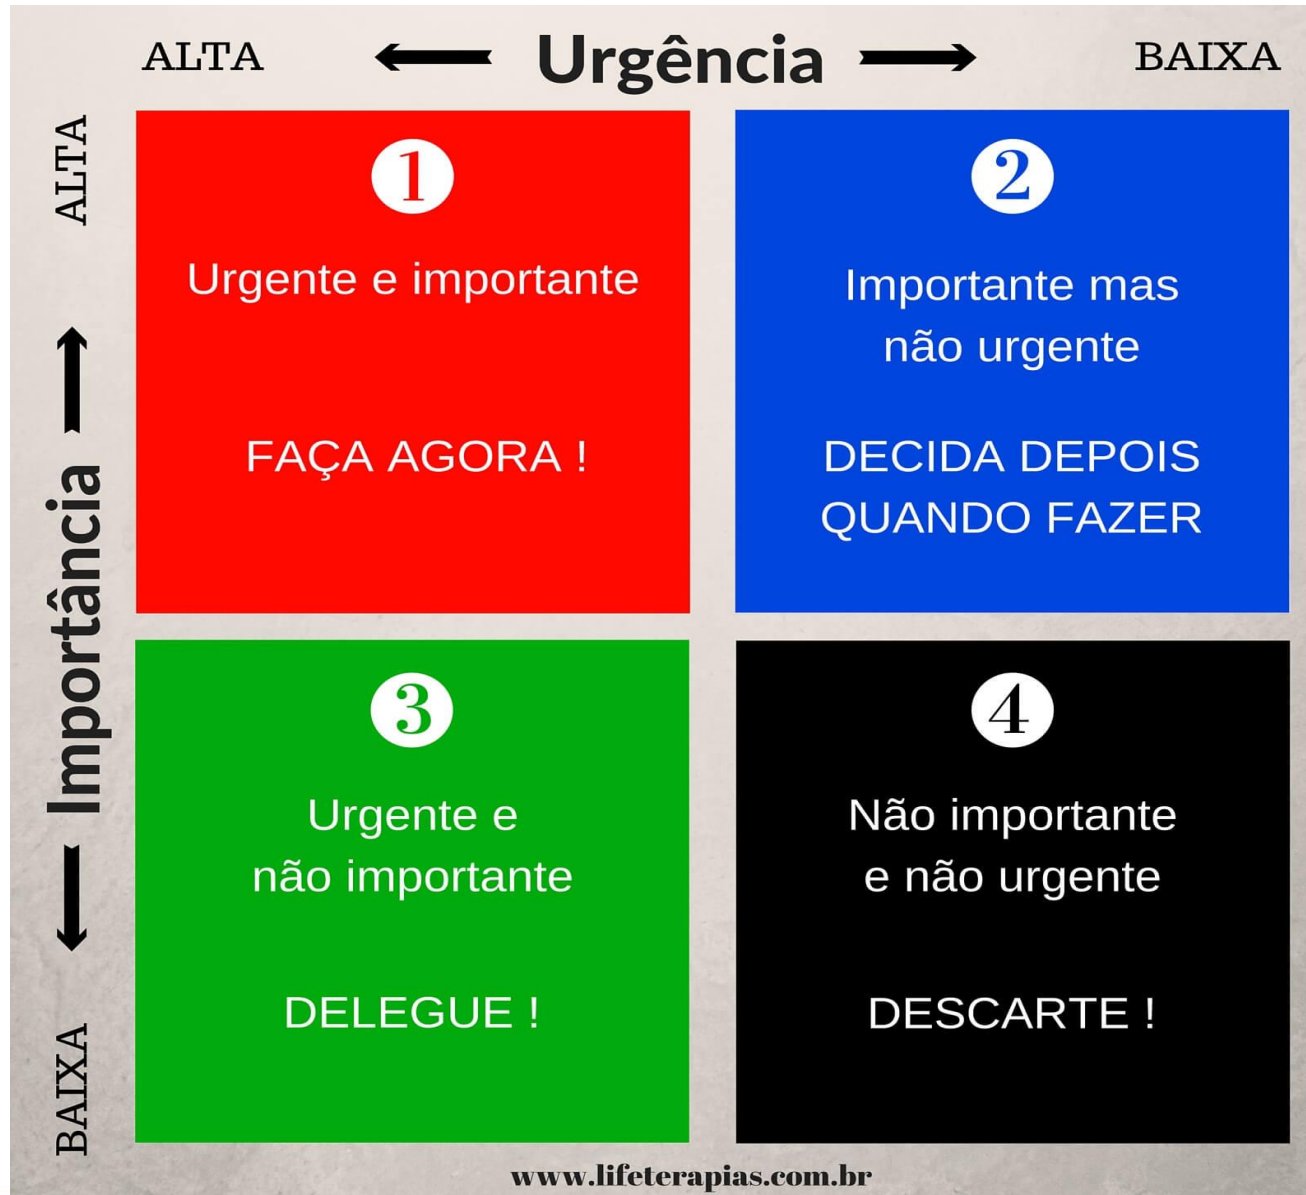 ALTA Urgência BAIXA
ALTA
Importância
BAIXA
1
Urgente e importante
FAÇA AGORA !
2
Importante mas
não urgente
DECIDA DEPOIS
QUANDO FAZER
3
Urgente e
não importante
DELEGUE !
4
Não importante
e não urgente
DESCARTE !
www.lifeterapias.com.br